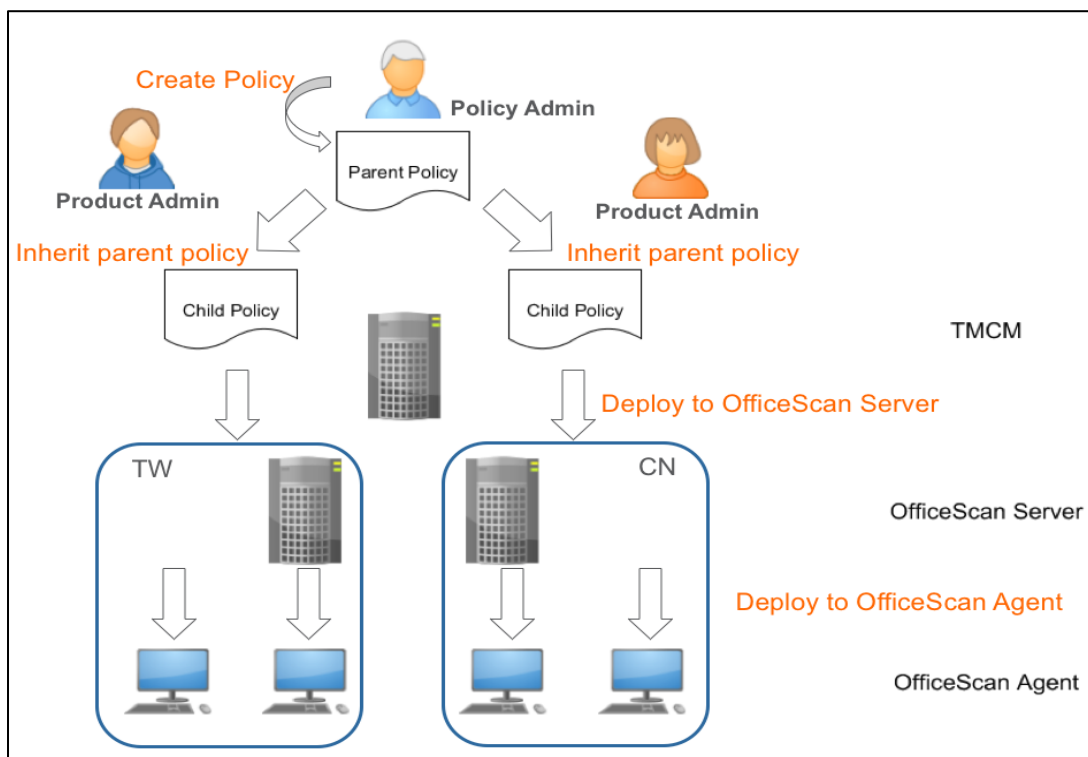 Create Policy
Policy Admin
Parent Policy
Product Admin
Product Admin
Inherit parent policy
Inherit parent policy
Child Policy
Child Policy
TMCM
Deploy to OfficeScan Server
TW
CN
OfficeScan Server
Deploy to OfficeScan Agent
OfficeScan Agent